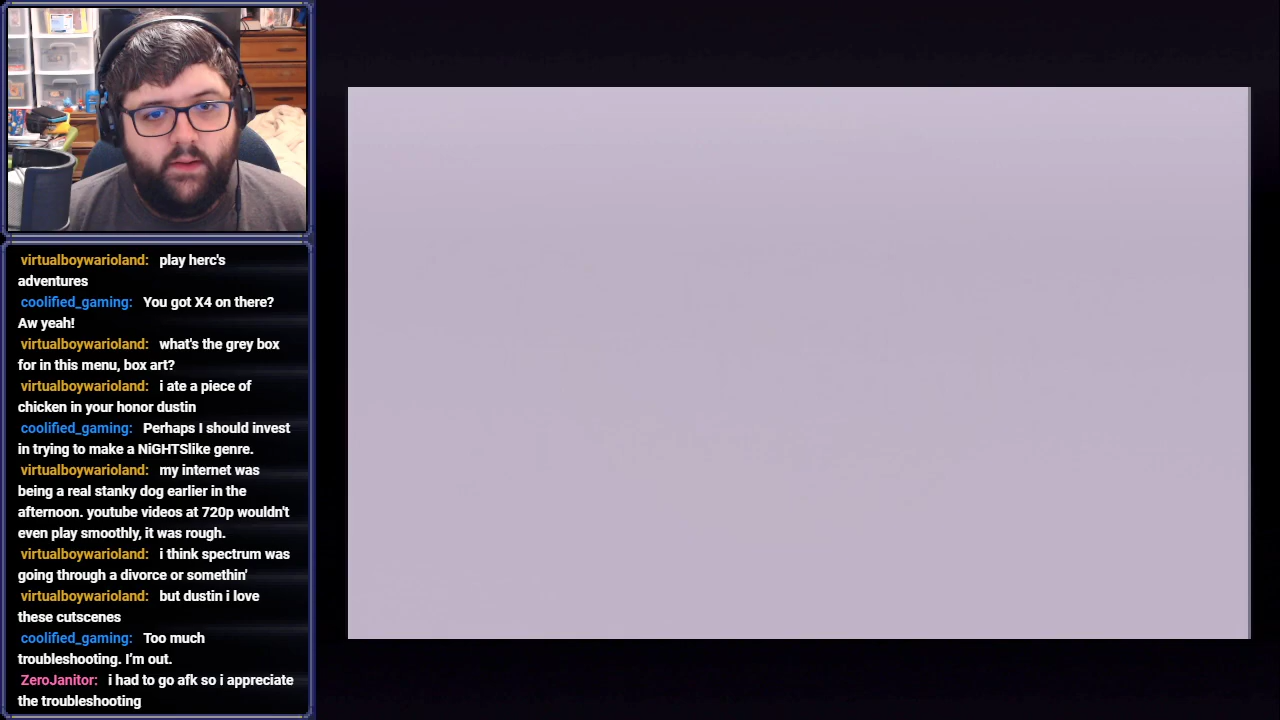 virtualboywarioland: play herc's
adventures
coolified_gaming: You got X4 on there?
Aw yeah!
virtualboywarioland: what's the grey box
for in this menu, box art?
virtualboywarioland: i ate a piece of
chicken in your honor dustin
coolified_gaming: Perhaps I should invest
in trying to make a NiGHTSlike genre.
virtualboywarioland: my internet was
being a real stanky dog earlier in the
afternoon. youtube videos at 720p wouldn't
even play smoothly, it was rough.
virtualboywarioland: i think spectrum was
going through a divorce or somethin'
virtualboywarioland: but dustin i love
these cutscenes
coolified_gaming: Too much
troubleshooting. I’m out.
ZeroJanitor: i had to go afk so i appreciate
the troubleshooting